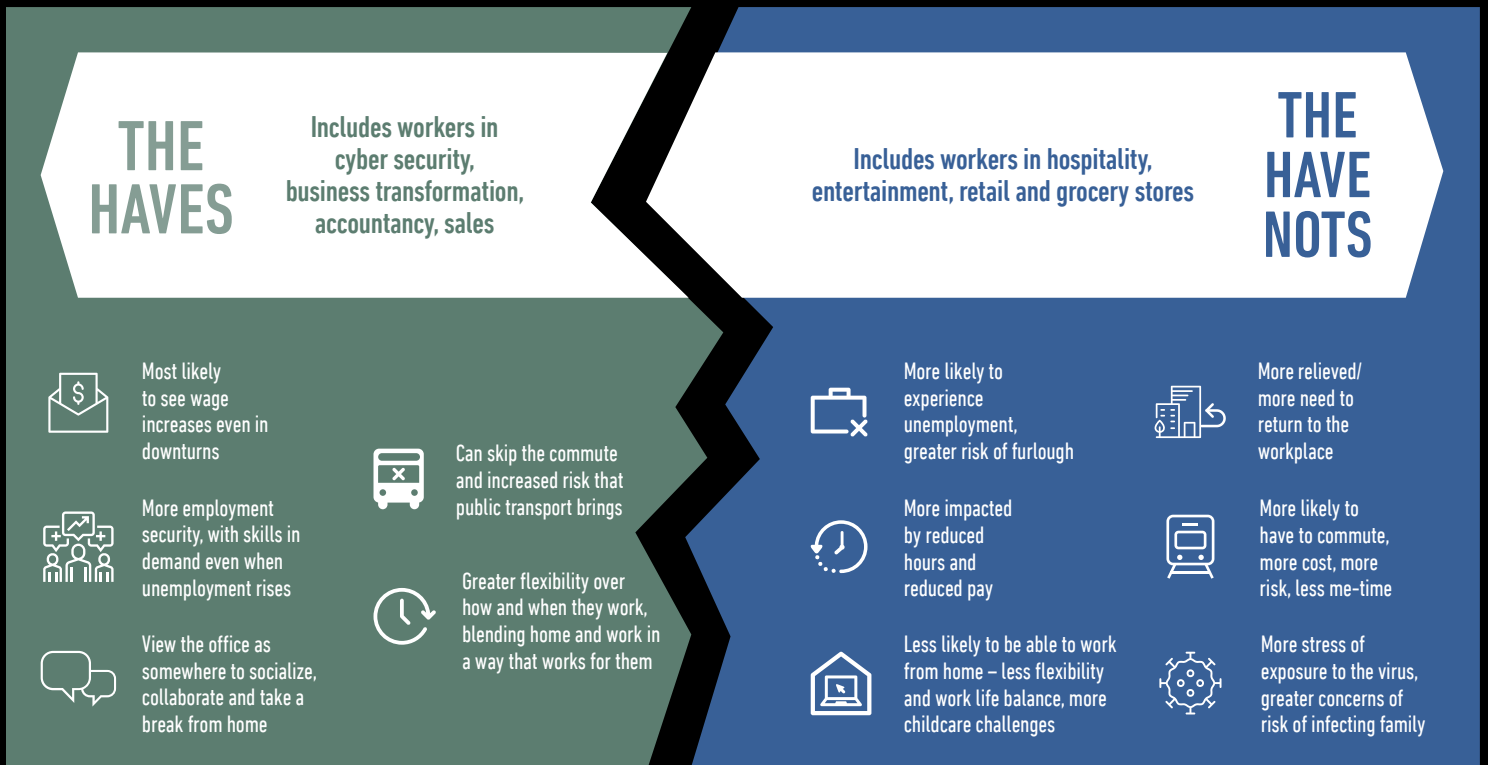 THE
HAVES
Includes workers in
cyber security,
business transformation,
accountancy, sales
Most likely
to see wage
increases even in
downturns
More employment
security, with skills in
demand even when
unemployment rises
View the office as
somewhere to socialize,
collaborate and take a
break from home
Can skip the commute
and increased risk that
public transport brings
Greater flexibility over
how and when they work,
blending home and work in
a way that works for them
Includes workers in hospitality,
entertainment, retail and grocery stores
THE
HAVE
NOTS
More likely to
experience
unemployment,
greater risk of furlough
More impacted
by reduced
hours and
reduced pay
Less likely to be able to work
from home – less flexibility
and work life balance, more
childcare challenges
More relieved/
more need to
return to the
workplace
More likely to
have to commute,
more cost, more
risk, less me-time
More stress of
exposure to the virus,
greater concerns of
risk of infecting family